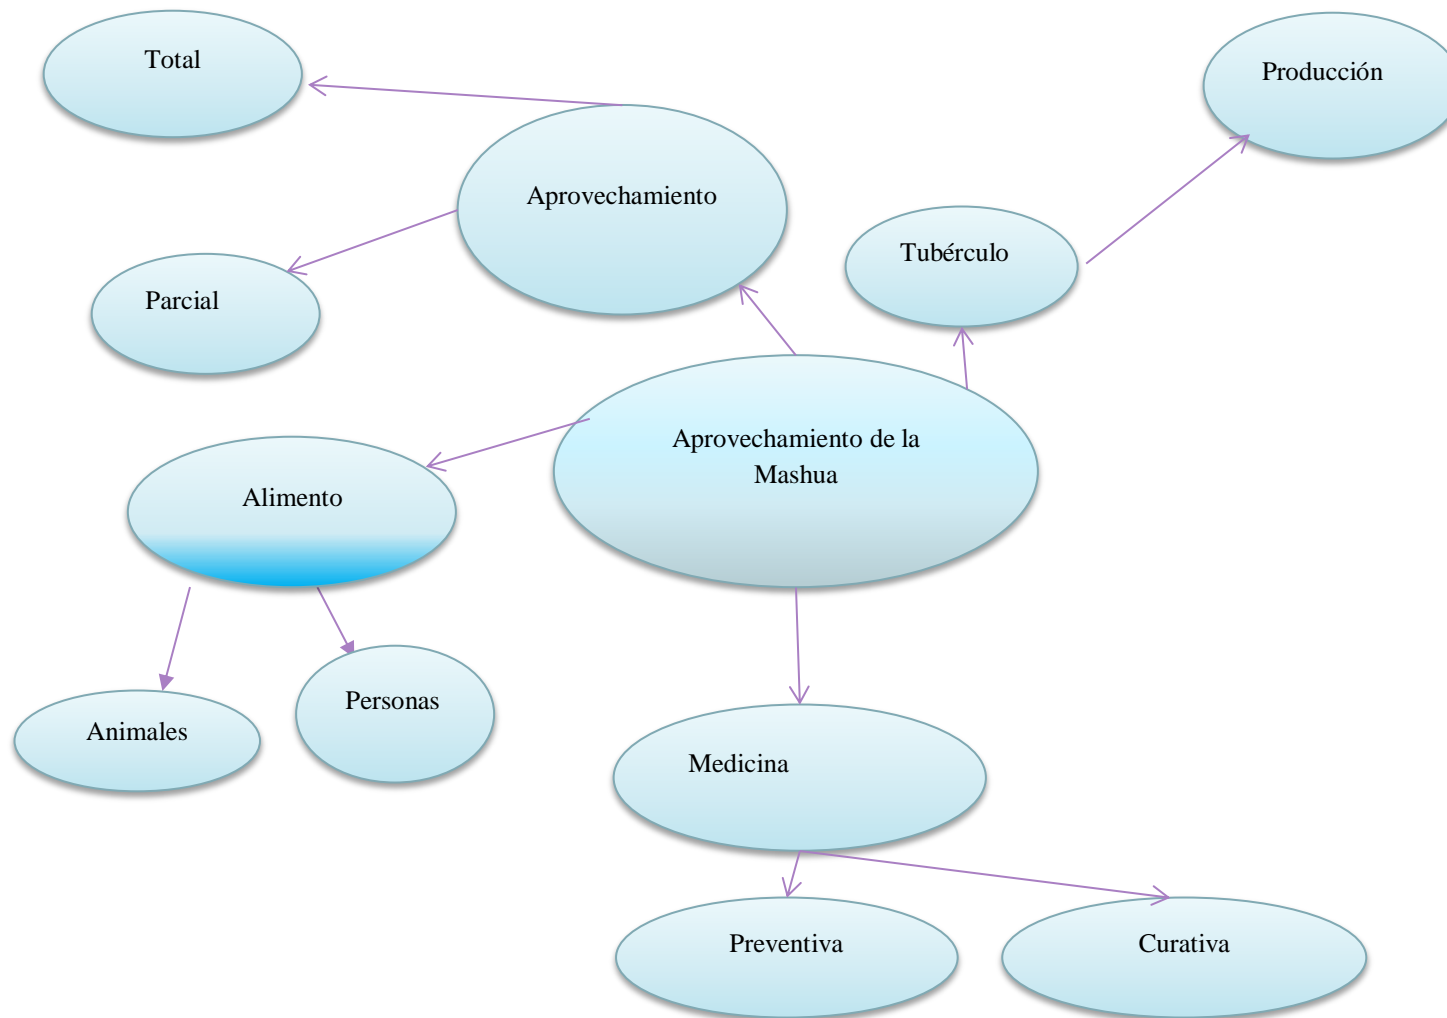 Total
Producción
Aprovechamiento
Tubérculo
Parcial
Aprovechamiento de la
Mashua
Alimento
Personas
Animales
Medicina
Preventiva
Curativa